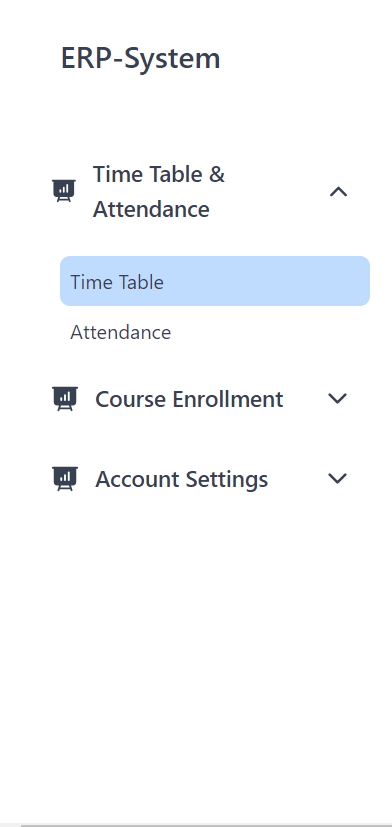 ERP-System
Time Table &
Attendance
Time Table
Attendance
Course Enrollment
Account Settings